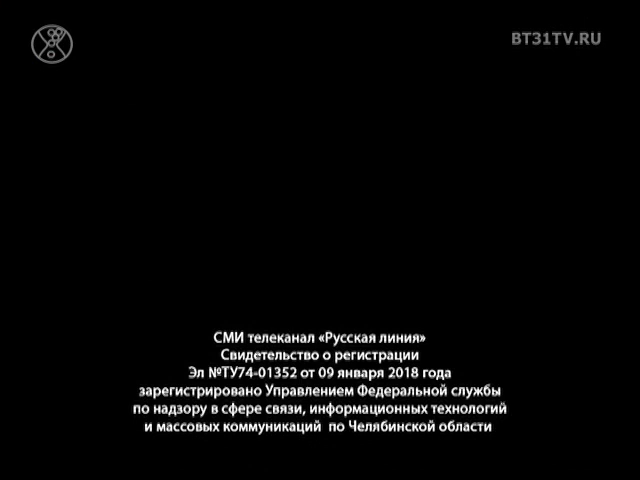 BT31TV.RU
СМИ телеканал «Русская линия»
Свидетельство о регистрации
Эл №ТУ74-01352 от 09 января 2018 года
зарегистрировано Управлением Федеральной службы
по надзору в сфере связи, информационных технологий
и массовых коммуникаций по Челябинской области